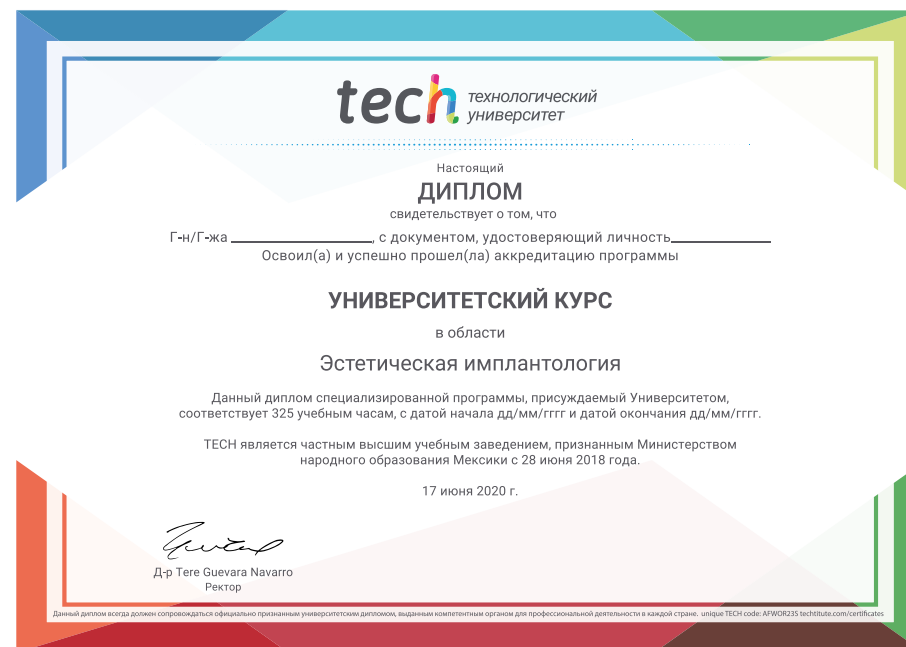 tech технологический
университет
Настоящий
ДИПЛОМ
свидетельствует о том, что
Г-н/Г-жа ____________________, с документом, удостоверяющий личность______________
Освоил(а) и успешно прошел(ла) аккредитацию программы
УНИВЕРСИТЕТСКИЙ КУРС
в области
Эстетическая имплантология
Данный диплом специализированной программы, присуждаемый Университетом,
соответствует 325 учебным часам, с датой начала дд/мм/гггг и датой окончания дд/мм/гггг.
TECH является частным высшим учебным заведением, признанным Министерством
народного образования Мексики с 28 июня 2018 года.
17 июня 2020 г.
Д-р Tere Guevara Navarro
Ректор
Данный диплом всегда должен сопровождаться официально признанным университетским дипломом, выданным компетентным органом для профессиональной деятельности в каждой стране. unique TECH code: AFWOR23S techtitute.com/certificates